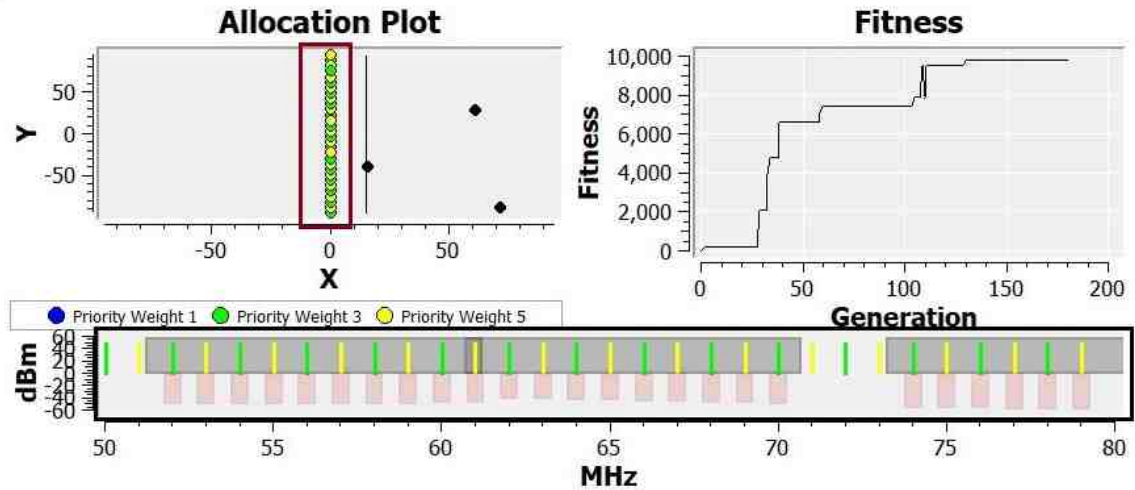 Allocation Plot
Y
50
0
-50
-50
0
50
X
Fitness
Fitness
10,000
8,000
6,000
4,000
2,000
0
0
50
100
150
200
Generation
Priority Weight 1
Priority Weight 3
Priority Weight 5
dBm
60
40
20
0
-20
-40
-60
50
55
60
65
70
75
80
MHz